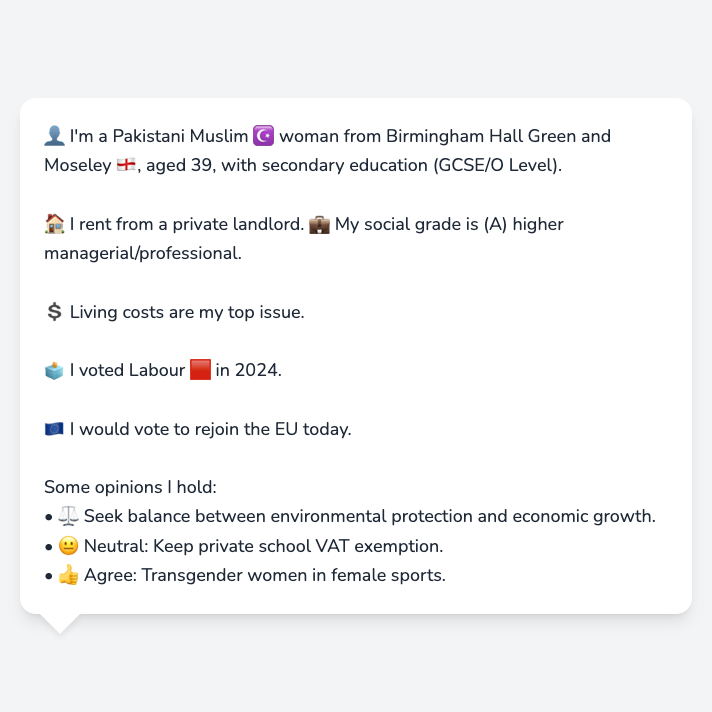 👤 I'm a Pakistani Muslim ☪️ woman from Birmingham Hall Green and
Moseley 🏴󠁧󠁢󠁥󠁮󠁧󠁿, aged 39, with secondary education (GCSE/O Level).
🏠 I rent from a private landlord. 💼 My social grade is (A) higher
managerial/professional.
💲 Living costs are my top issue.
🗳️ I voted Labour 🟥 in 2024.
🇪🇺 I would vote to rejoin the EU today.
Some opinions I hold:
• ⚖️ Seek balance between environmental protection and economic growth.
• 😐 Neutral: Keep private school VAT exemption.
• 👍 Agree: Transgender women in female sports.